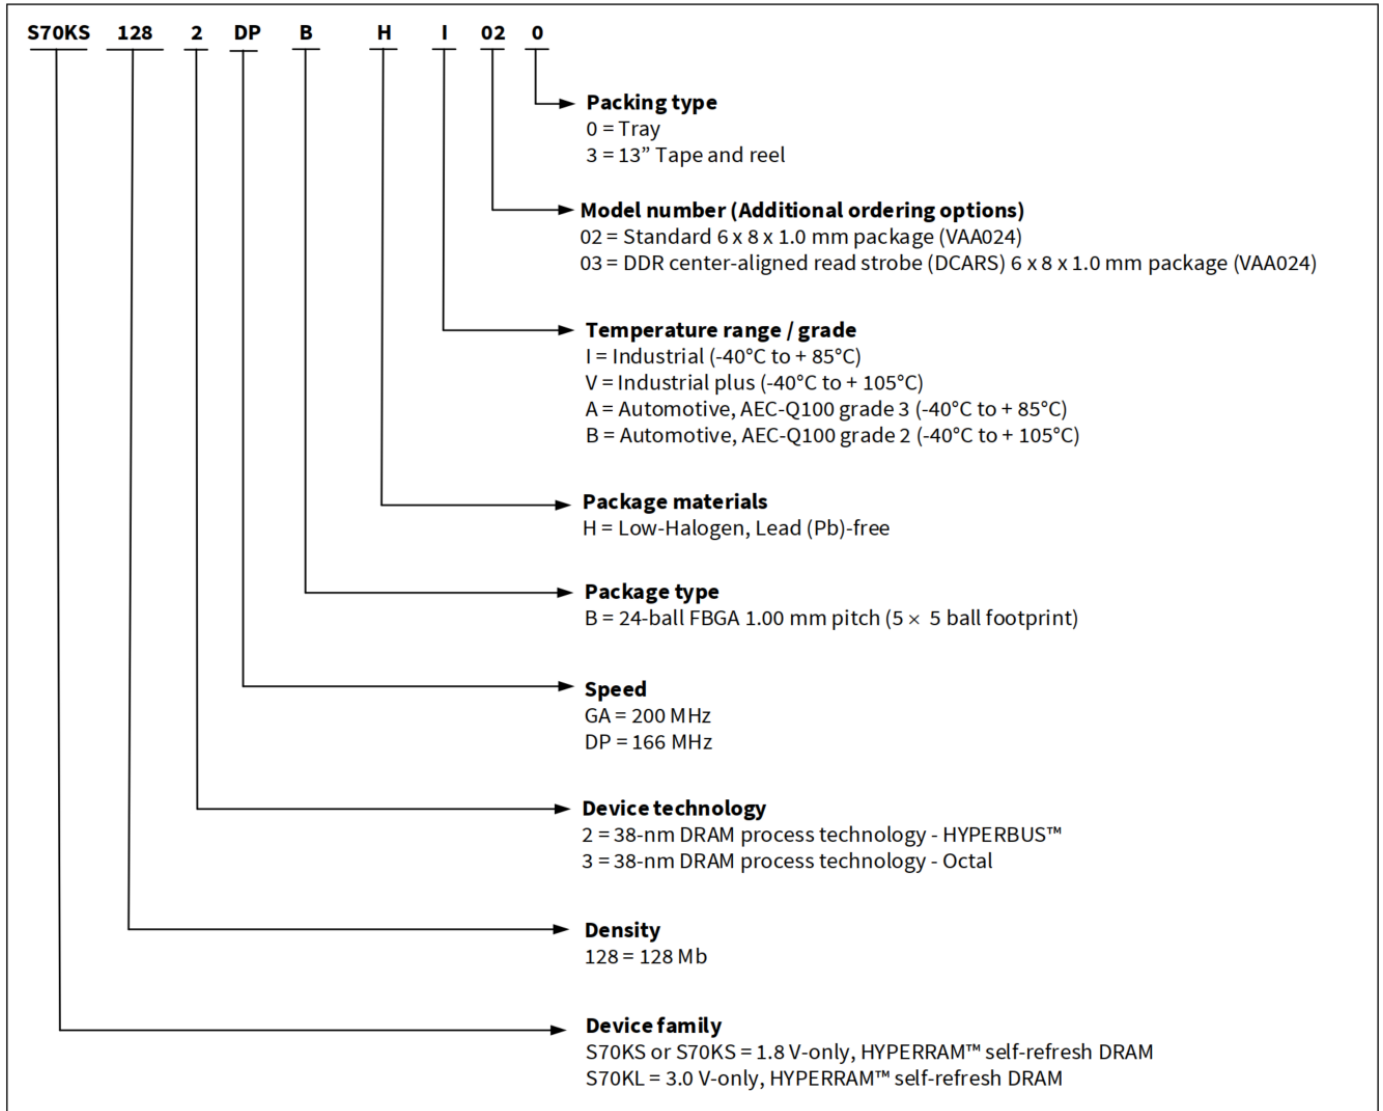 S70KS 128 2 DP B H I 02 0
Packing type
0 = Tray
3 = 13” Tape and reel
Model number (Additional ordering options)
02 = Standard 6 x 8 x 1.0 mm package (VAA024)
03 = DDR center-aligned read strobe (DCARS) 6 x 8 x 1.0 mm package (VAA024)
Temperature range / grade
I = Industrial (-40°C to + 85°C)
V = Industrial plus (-40°C to + 105°C)
A = Automotive, AEC-Q100 grade 3 (-40°C to + 85°C)
B = Automotive, AEC-Q100 grade 2 (-40°C to + 105°C)
Package materials
H = Low-Halogen, Lead (Pb)-free
Package type
B = 24-ball FBGA 1.00 mm pitch (5 × 5 ball footprint)
Speed
GA = 200 MHz
DP = 166 MHz
Device technology
2 = 38-nm DRAM process technology - HYPERBUS™
3 = 38-nm DRAM process technology - Octal
Density
128 = 128 Mb
Device family
S70KS or S70KS = 1.8 V-only, HYPERRAM™ self-refresh DRAM
S70KL = 3.0 V-only, HYPERRAM™ self-refresh DRAM